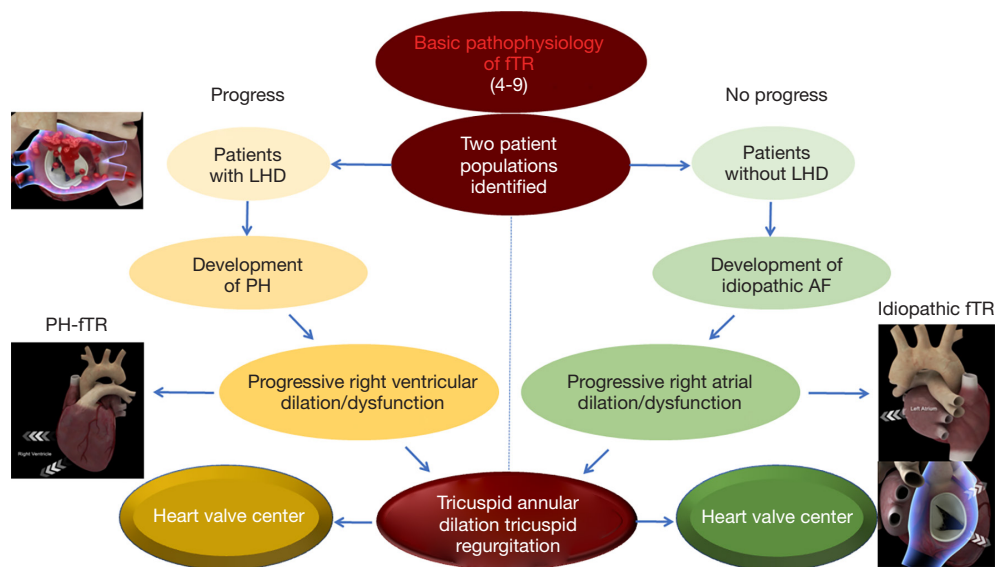 Basic pathophysiology
of fTR
(4-9)
Progress
No progress
Two patient
populations
identified
Patients
with LHD
Patients
without LHD
Development
of PH
Development of
idiopathic AF
PH-fTR
Idiopathic fTR
Progressive right ventricular
dilation/dysfunction
Progressive right atrial
dilation/dysfunction
Left Atrium
Right Ventricle
Heart valve center
Tricuspid annular
dilation tricuspid
regurgitation
Heart valve center